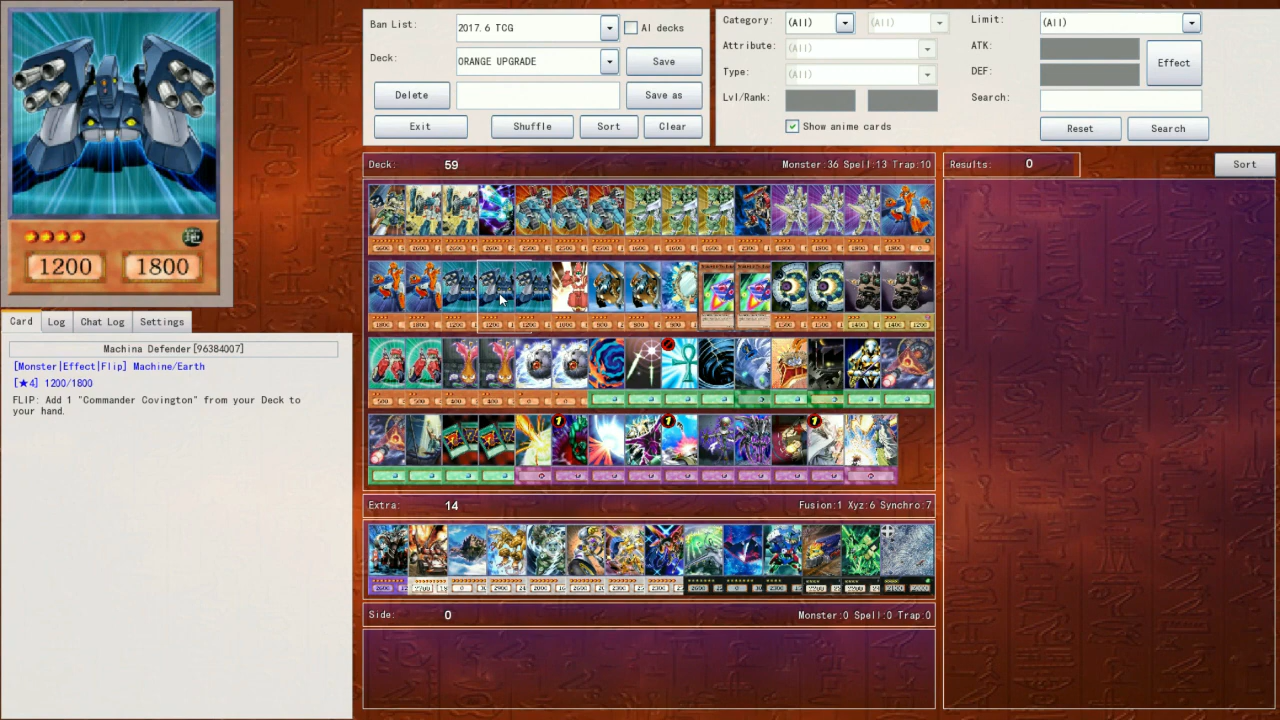 1200 1800
Card Log Chat Log Settings
Machina Defender[96384007]
[Monster|Effect|Flip] Machine/Earth
[★4] 1200/1800
FLIP: Add 1 "Commander Covington" from your Deck to
your hand.
Ban List: 2017.6 TCG AI decks
Deck: ORANGE UPGRADE Save
Delete Save as
Exit Shuffle Sort Clear
Category: (All) (All) Limit: (All)
Attribute: (All) ATK:
Type: (All) DEF: Effect
Lvl/Rank: Search:
Show anime cards Reset Search
Deck: 59 Monster:36 Spell:13 Trap:10
Results: 0 Sort
Extra: 14 Fusion:1 Xyz:6 Synchro:7
Side: 0 Monster:0 Spell:0 Trap:0